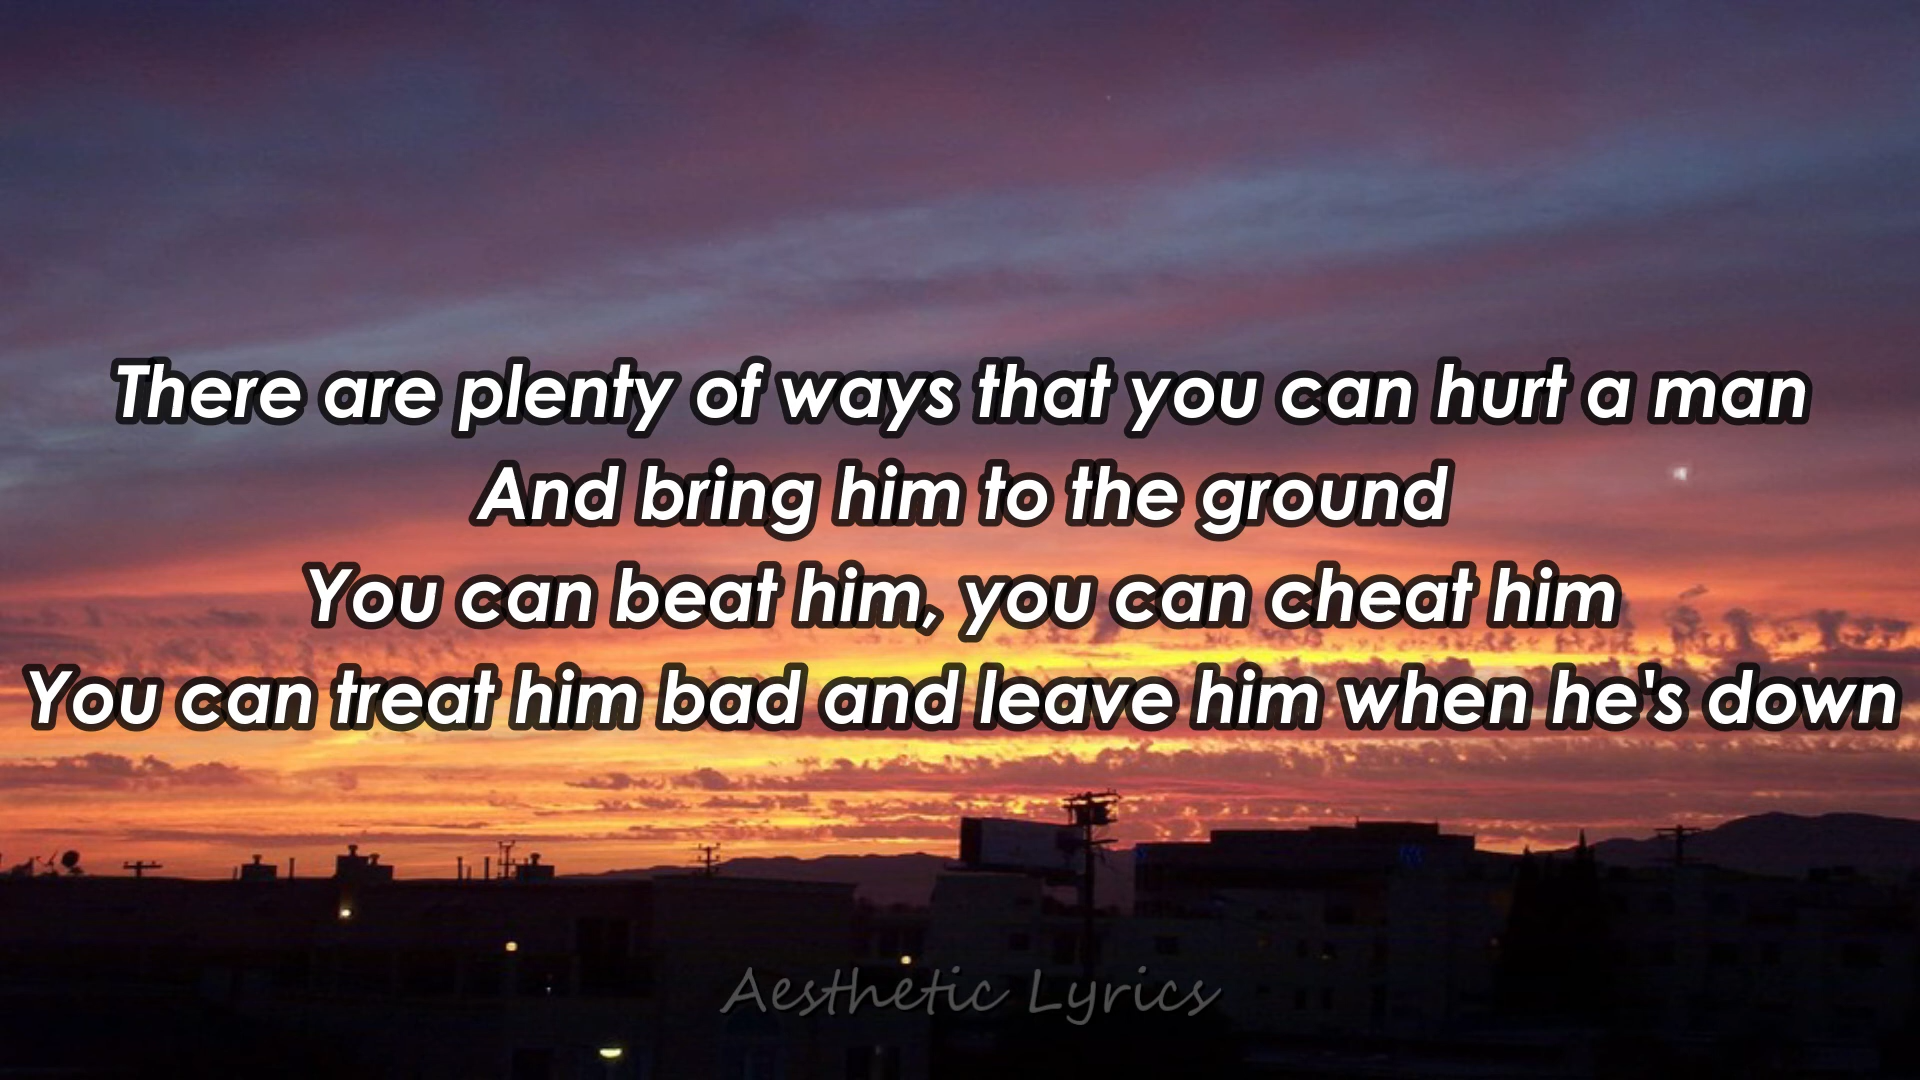 There are plenty of ways that you can hurt a man
And bring him to the ground
You can beat him, you can cheat him
You can treat him bad and leave him when he's down
Aesthetic Lyrics